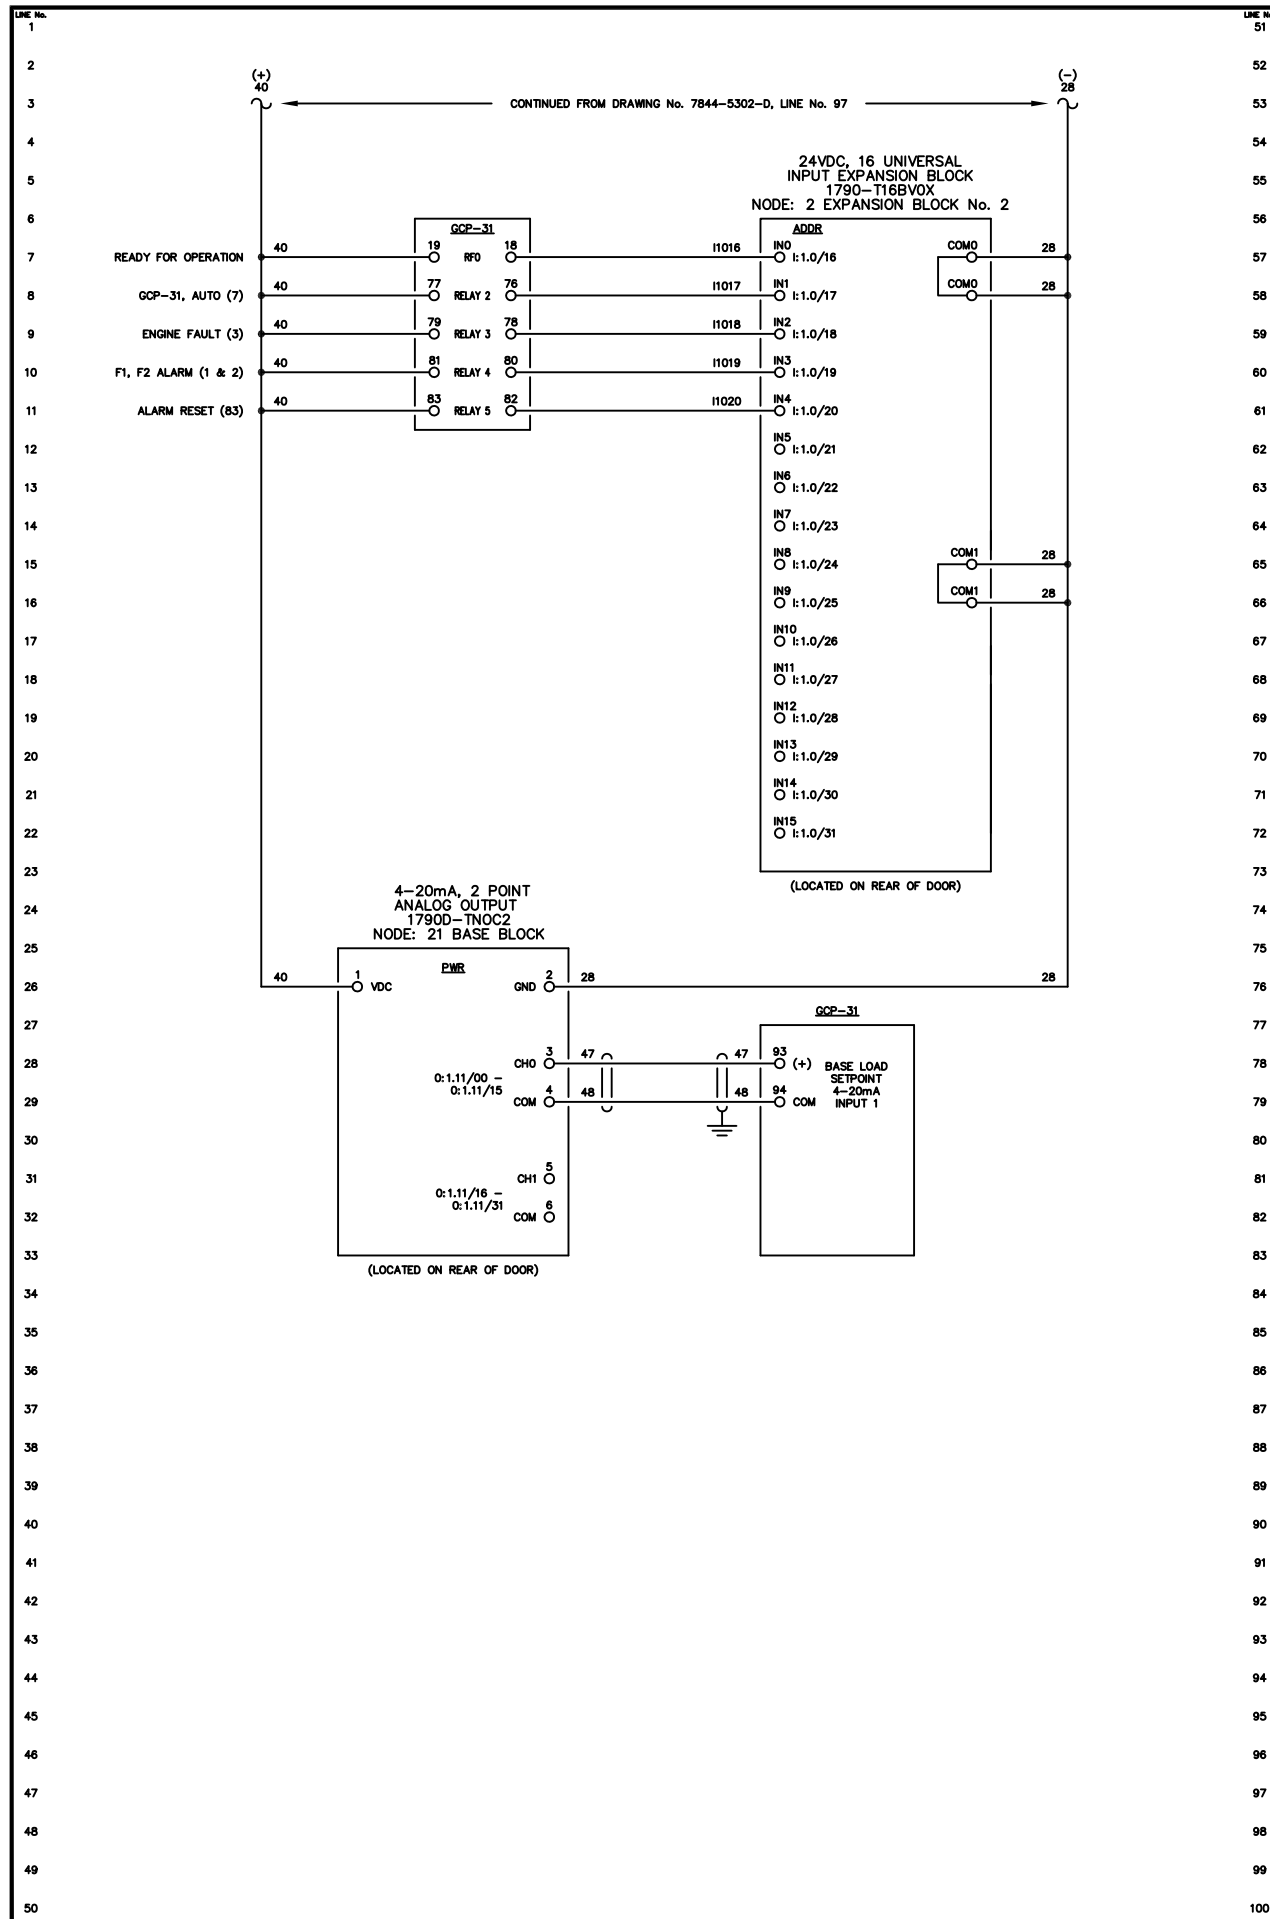 LINE No.
1
2
3
4
5
6
7
8
9
10
11
12
13
14
15
16
17
18
19
20
21
22
23
24
25
26
27
28
29
30
31
32
33
34
35
36
37
38
39
40
41
42
43
44
45
46
47
48
49
50
(+)
40
CONTINUED FROM DRAWING No. 7844-5302-D, LINE No. 97
(-)
28
24VDC, 16 UNIVERSAL
INPUT EXPANSION BLOCK
1790-T16BV0X
NODE: 2 EXPANSION BLOCK No. 2
GCP-31
ADDR
READY FOR OPERATION 40 19 RFO 18 I1016 IN0 I:1.0/16 COM0 28
GCP-31, AUTO (7) 40 77 RELAY 2 76 I1017 IN1 I:1.0/17 COM0 28
ENGINE FAULT (3) 40 79 RELAY 3 78 I1018 IN2 I:1.0/18
F1, F2 ALARM (1 & 2) 40 81 RELAY 4 80 I1019 IN3 I:1.0/19
ALARM RESET (83) 40 83 RELAY 5 82 I1020 IN4 I:1.0/20
IN5 I:1.0/21
IN6 I:1.0/22
IN7 I:1.0/23
IN8 I:1.0/24 COM1 28
IN9 I:1.0/25 COM1 28
IN10 I:1.0/26
IN11 I:1.0/27
IN12 I:1.0/28
IN13 I:1.0/29
IN14 I:1.0/30
IN15 I:1.0/31
(LOCATED ON REAR OF DOOR)
4-20mA, 2 POINT
ANALOG OUTPUT
1790D-TN0C2
NODE: 21 BASE BLOCK
PWR
40 1 VDC GND 2 28 28
GCP-31
CH0 3 47 47 93 (+)
0:1.11/00 -
0:1.11/15
COM 4 48 48 94 COM
BASE LOAD
SETPOINT
4-20mA
INPUT 1
CH1 5
0:1.11/16 -
0:1.11/31
COM 6
(LOCATED ON REAR OF DOOR)
51
52
53
54
55
56
57
58
59
60
61
62
63
64
65
66
67
68
69
70
71
72
73
74
75
76
77
78
79
80
81
82
83
84
85
86
87
88
89
90
91
92
93
94
95
96
97
98
99
100